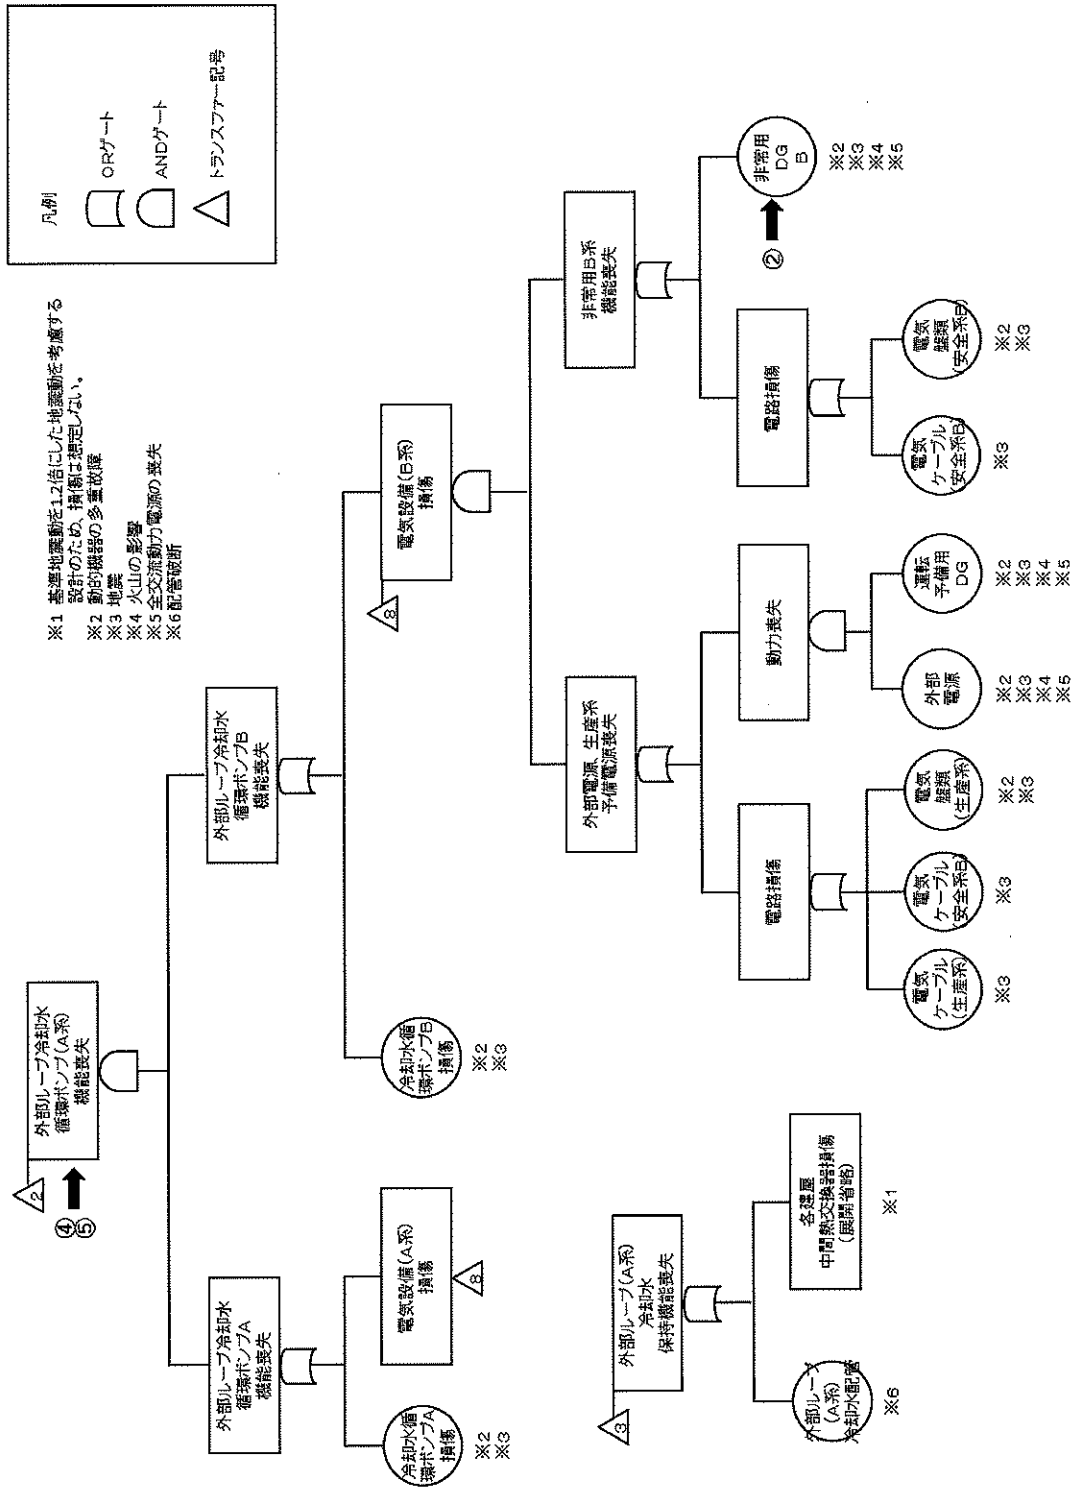 凡例
ORゲート
ANDゲート
トランスファー記号
※1 基準地震動を1.2倍にした地震動を考慮する
設計のため、損傷は想定しない。
※2 動的機器の多重故障
※3 地震
※4 火山の影響
※5 全交流動力電源の喪失
※6 配管破断
2
④
⑤
外部ループ冷却水
循環ポンプ(A系)
機能喪失
外部ループ冷却水
循環ポンプA
機能喪失
外部ループ冷却水
循環ポンプB
機能喪失
冷却水循
環ポンプA
損傷
※2
※3
電気設備(A系)
損傷
8
冷却水循
環ポンプB
損傷
※2
※3
8
電気設備(B系)
損傷
外部電源、生産系
予備電源喪失
非常用B系
機能喪失
電路損傷
動力喪失
電路損傷
②
非常用
DG
B
※2
※3
※4
※5
電気
ケーブル
(生産系)
※3
電気
ケーブル
(安全系B)
※3
電気
盤類
(生産系)
※2
※3
外部
電源
※2
※3
※4
※5
運転
予備用
DG
※2
※3
※4
※5
電気
ケーブル
(安全系B)
※3
電気
盤類
(安全系B)
※2
※3
3
外部ループ(A系)
冷却水
保持機能喪失
外部ループ
(A系)
冷却水配管
※6
各建屋
中間熱交換器損傷
(展開省略)
※1